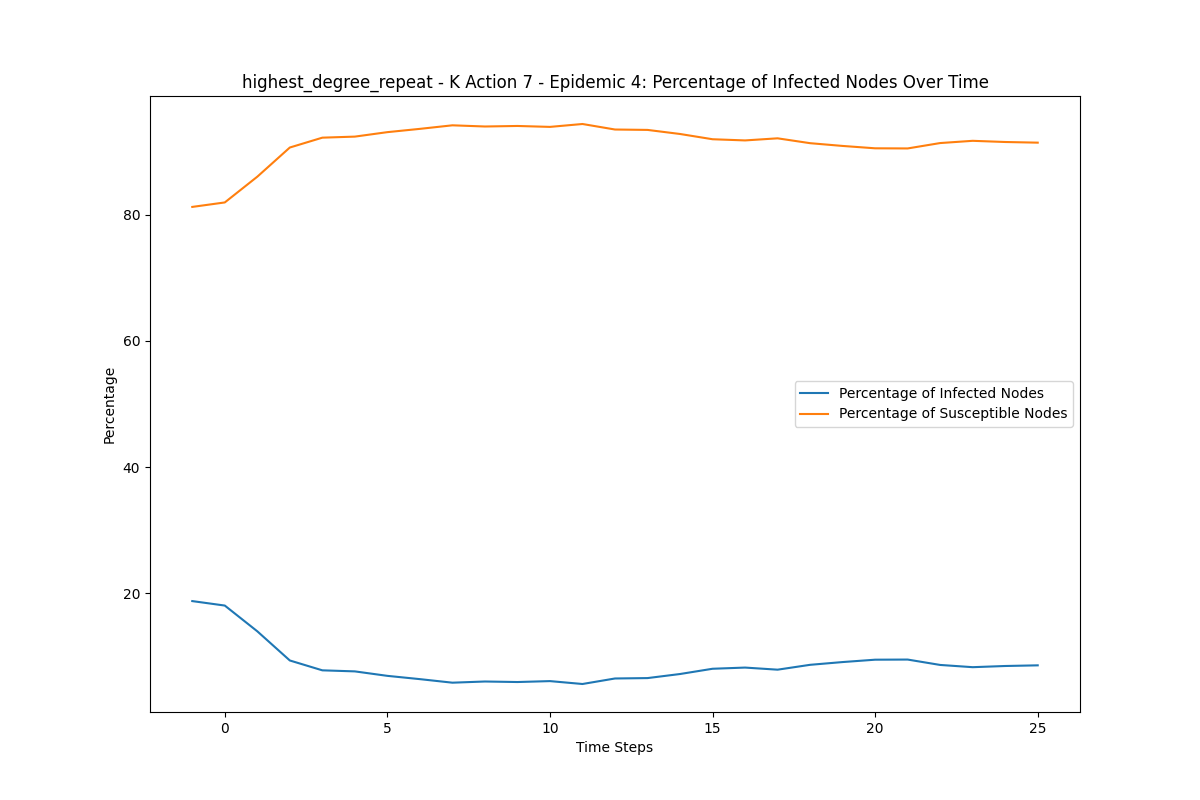 highest_degree_repeat - K Action 7 - Epidemic 4: Percentage of Infected Nodes Over Time
80
60
40
20
Percentage
Percentage of Infected Nodes
Percentage of Susceptible Nodes
0 5 10 15 20 25
Time Steps